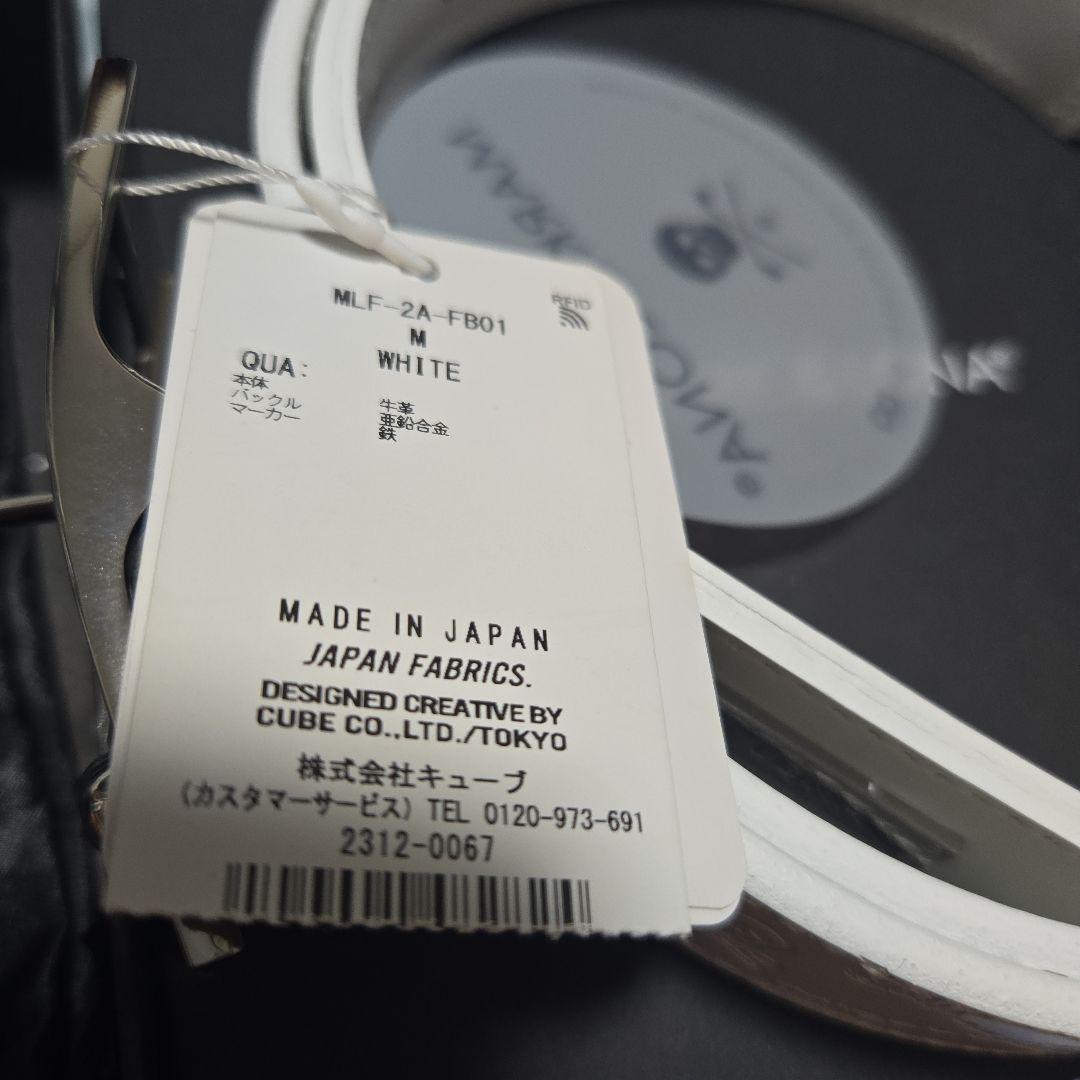 MLF-2A-FB01
RFID
M
WHITE
QUA:
本体 牛革
バックル 亜鉛合金
マーカー 鉄
MADE IN JAPAN
JAPAN FABRICS.
DESIGNED CREATIVE BY
CUBE CO.,LTD./TOKYO
株式会社キューブ
(カスタマーサービス) TEL 0120-973-691
2312-0067